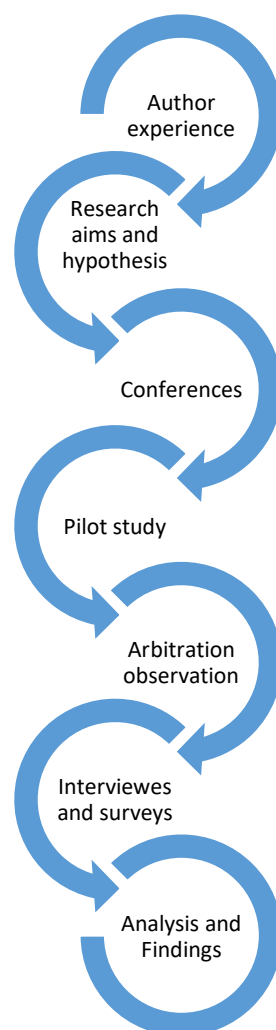 Author
experience
Research
aims and
hypothesis
Conferences
Pilot study
Arbitration
observation
Interviewes
and surveys
Analysis and
Findings